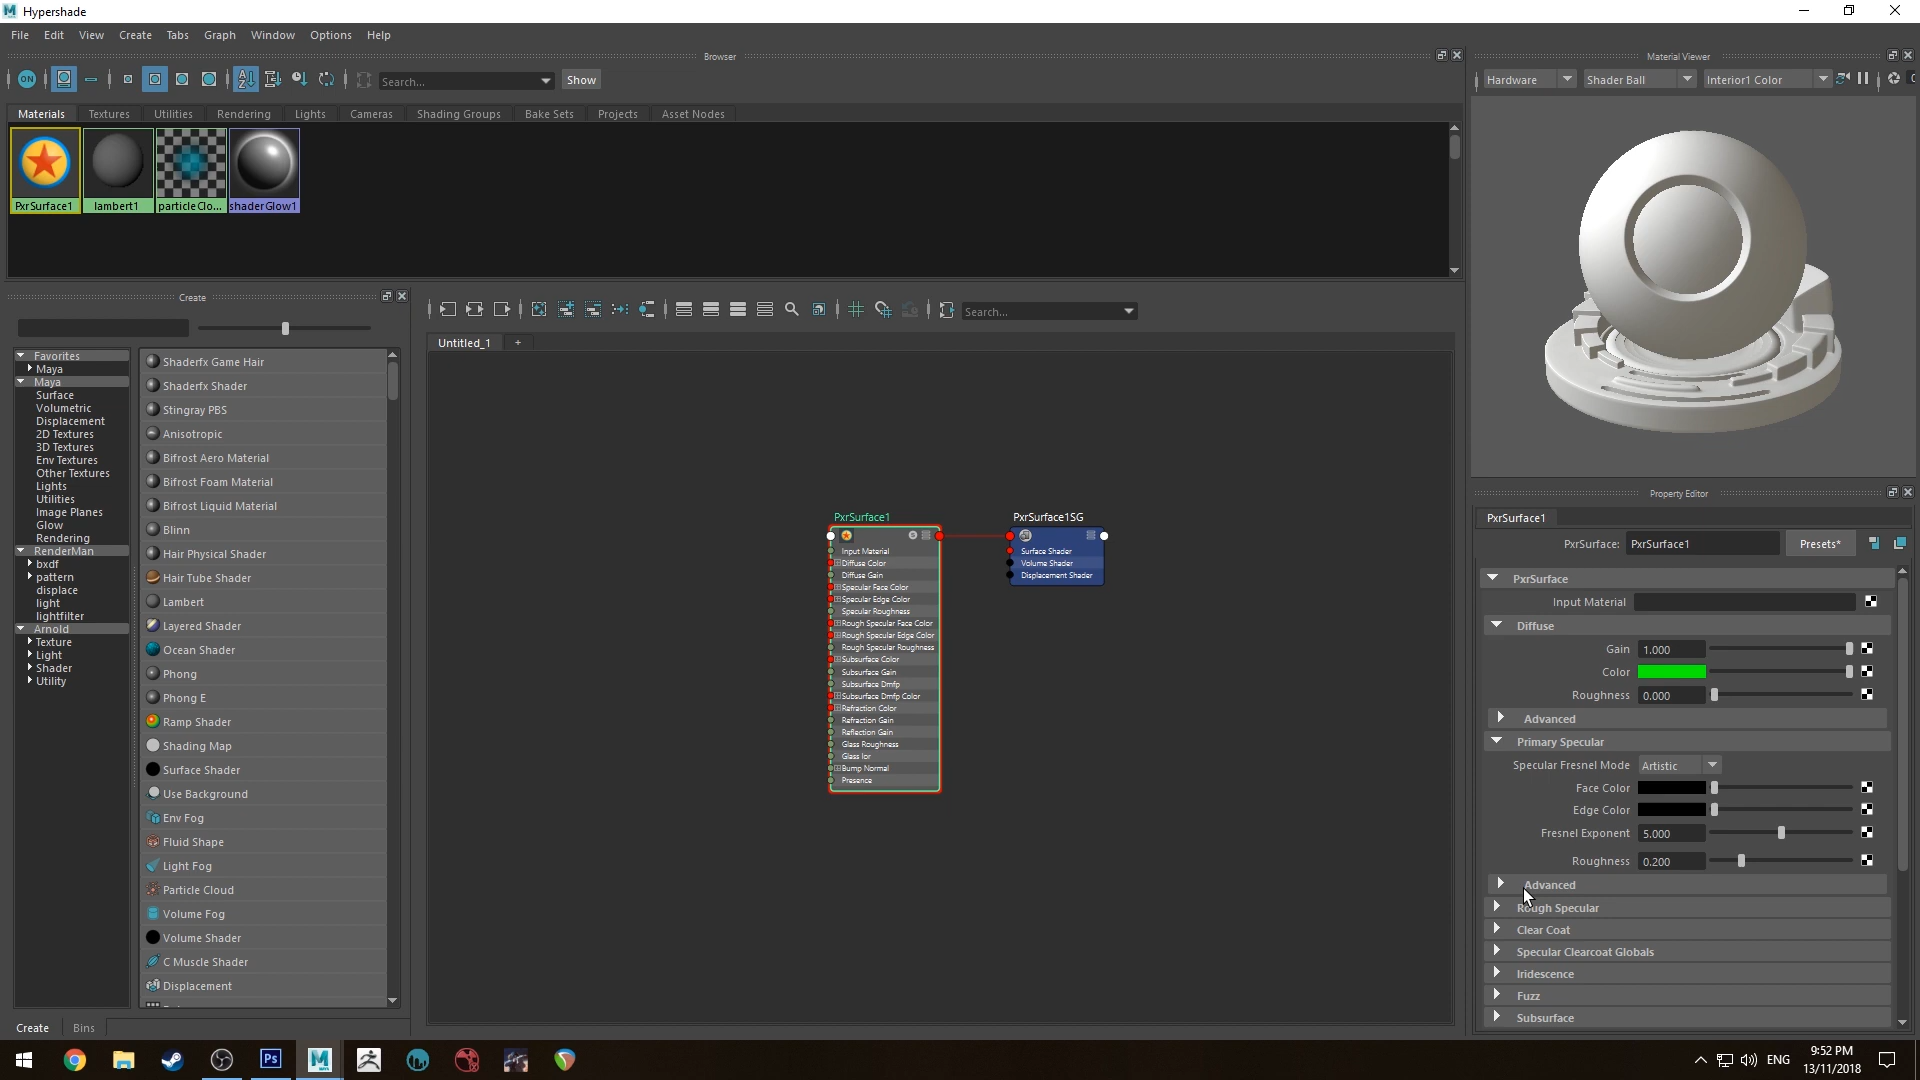 Hypershade
File Edit View Create Tabs Graph Window Options Help
Browser
Material Viewer
ON
Search...
Show
Hardware
Shader Ball
Interior1 Color
Materials Textures Utilities Rendering Lights Cameras Shading Groups Bake Sets Projects Asset Nodes
PxrSurface1
lambert1
particleClo...
shaderGlow1
Create
Search...
Untitled_1
+
Favorites
Maya
Maya
Surface
Volumetric
Displacement
2D Textures
3D Textures
Env Textures
Other Textures
Lights
Utilities
Image Planes
Glow
Rendering
RenderMan
bxdf
pattern
displace
light
lightfilter
Arnold
Texture
Light
Shader
Utility
Shaderfx Game Hair
Shaderfx Shader
Stingray PBS
Anisotropic
Bifrost Aero Material
Bifrost Foam Material
Bifrost Liquid Material
Blinn
Hair Physical Shader
Hair Tube Shader
Lambert
Layered Shader
Ocean Shader
Phong
Phong E
Ramp Shader
Shading Map
Surface Shader
Use Background
Env Fog
Fluid Shape
Light Fog
Particle Cloud
Volume Fog
Volume Shader
C Muscle Shader
Displacement
Create Bins
PxrSurface1
Input Material
Diffuse Color
Diffuse Gain
Specular Face Color
Specular Edge Color
Specular Roughness
Rough Specular Face Color
Rough Specular Edge Color
Rough Specular Roughness
Subsurface Color
Subsurface Gain
Subsurface Dmfp
Subsurface Dmfp Color
Refraction Color
Refraction Gain
Reflection Gain
Glass Roughness
Glass Ior
Bump Normal
Presence
PxrSurface1SG
Surface Shader
Volume Shader
Displacement Shader
Property Editor
PxrSurface1
PxrSurface: PxrSurface1 Presets*
PxrSurface
Input Material
Diffuse
Gain 1.000
Color
Roughness 0.000
Advanced
Primary Specular
Specular Fresnel Mode Artistic
Face Color
Edge Color
Fresnel Exponent 5.000
Roughness 0.200
Advanced
Rough Specular
Clear Coat
Specular Clearcoat Globals
Iridescence
Fuzz
Subsurface
Ps
ENG
9:52 PM
13/11/2018